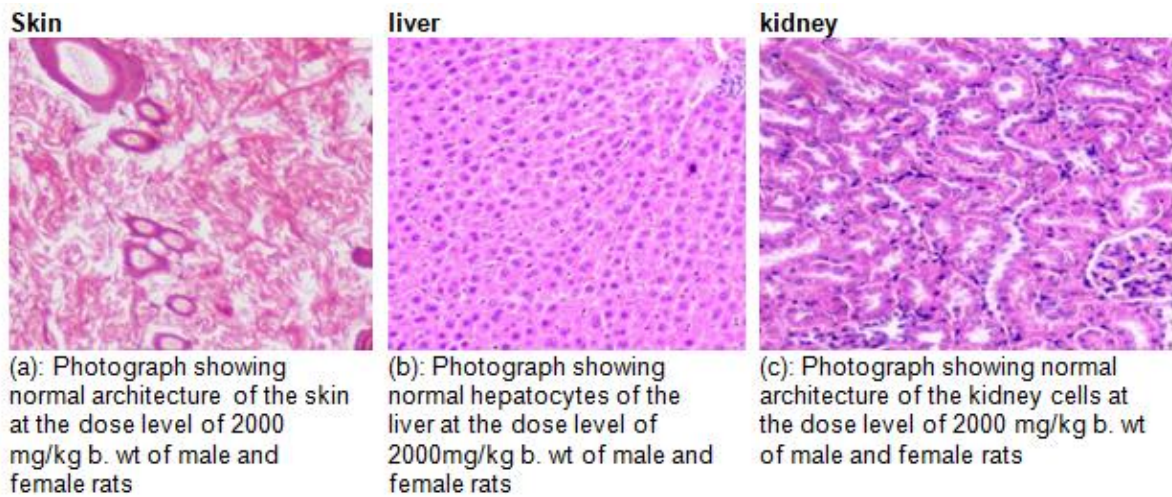 Skin
liver
kidney
(a): Photograph showing
normal architecture of the skin
at the dose level of 2000
mg/kg b. wt of male and
female rats
(b): Photograph showing
normal hepatocytes of the
liver at the dose level of
2000mg/kg b. wt of male and
female rats
(c): Photograph showing normal
architecture of the kidney cells at
the dose level of 2000 mg/kg b. wt
of male and female rats